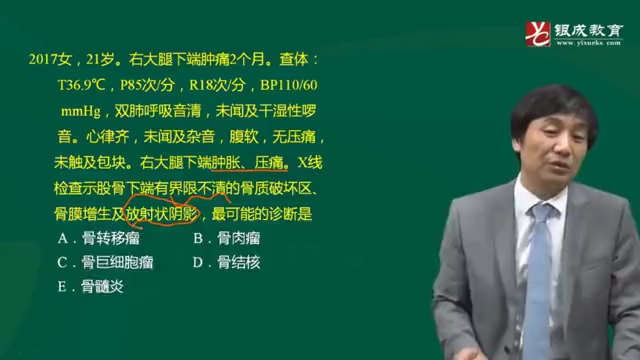 银成教育
www.yixueks.com
2017女，21岁。右大腿下端肿痛2个月。查体：
T36.9℃，P85次/分，R18次/分，BP110/60
mmHg，双肺呼吸音清，未闻及干湿性啰
音。心律齐，未闻及杂音，腹软，无压痛，
未触及包块。右大腿下端肿胀、压痛。X线
检查示股骨下端有界限不清的骨质破坏区、
骨膜增生及放射状阴影，最可能的诊断是
A．骨转移瘤 B．骨肉瘤
C．骨巨细胞瘤 D．骨结核
E．骨髓炎